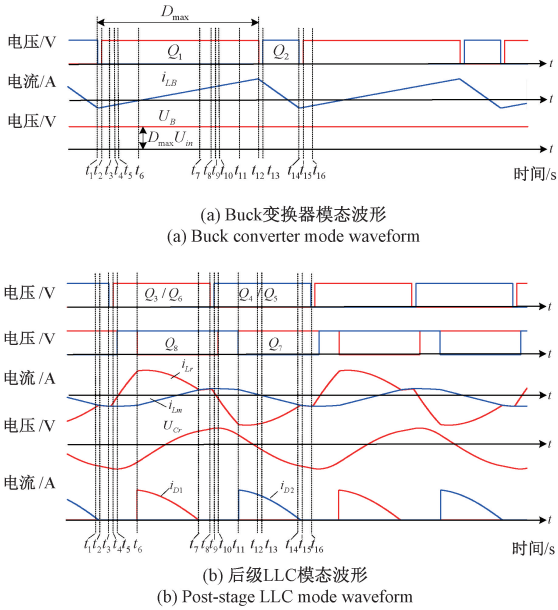 D_max
电压/V
Q_1 Q_2
t
电流/A
i_LB
t
电压/V
U_B
D_max U_in
t
t_1 t_2 t_3 t_4 t_5 t_6 t_7 t_8 t_9 t_10 t_11 t_12 t_13 t_14 t_15 t_16
时间/s
(a) Buck变换器模态波形
(a) Buck converter mode waveform
电压/V
Q_3/Q_6 Q_4/Q_5
t
电压/V
Q_8 Q_7
t
电流/A
i_Lr
i_Lm
t
电压/V
U_Cr
t
电流/A
i_D1 i_D2
t
t_1 t_2 t_3 t_4 t_5 t_6 t_7 t_8 t_9 t_10 t_11 t_12 t_13 t_14 t_15 t_16
时间/s
(b) 后级LLC模态波形
(b) Post-stage LLC mode waveform